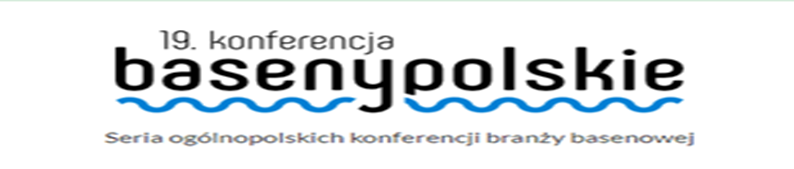 19. konferencja
basenypolskie
Seria ogólnopolskich konferencji branży basenowej